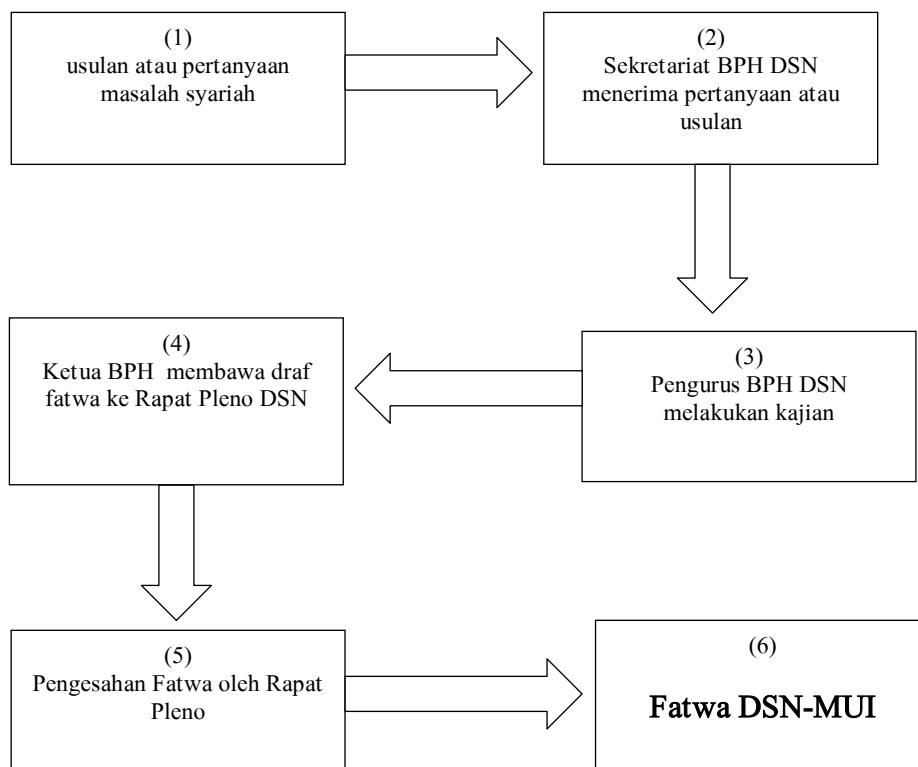 (1)
usulan atau pertanyaan
masalah syariah
(2)
Sekretariat BPH DSN
menerima pertanyaan atau
usulan
(3)
Pengurus BPH DSN
melakukan kajian
(4)
Ketua BPH membawa draf
fatwa ke Rapat Pleno DSN
(5)
Pengesahan Fatwa oleh Rapat
Pleno
(6)
Fatwa DSN-MUI